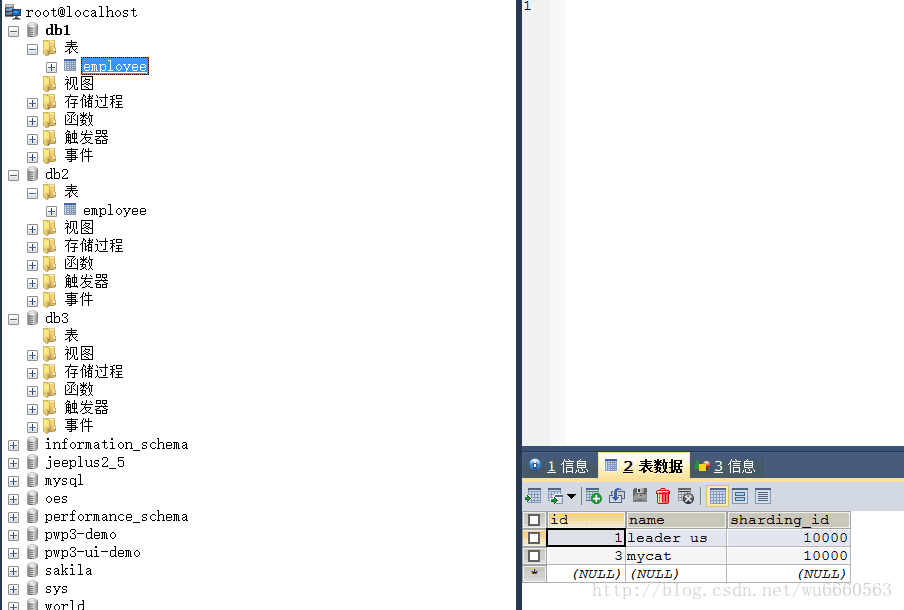 root@localhost
db1
表
employee
视图
存储过程
函数
触发器
事件
db2
表
employee
视图
存储过程
函数
触发器
事件
db3
表
视图
存储过程
函数
触发器
事件
information_schema
jeeplus2_5
mysql
oes
performance_schema
pwp3-demo
pwp3-ui-demo
sakila
sys
world
1
1 信息 2 表数据 3 信息
id name sharding_id
1 leader us 10000
3 mycat 10000
* (NULL) (NULL) (NULL)
http://blog.csdn.net/wu6660563